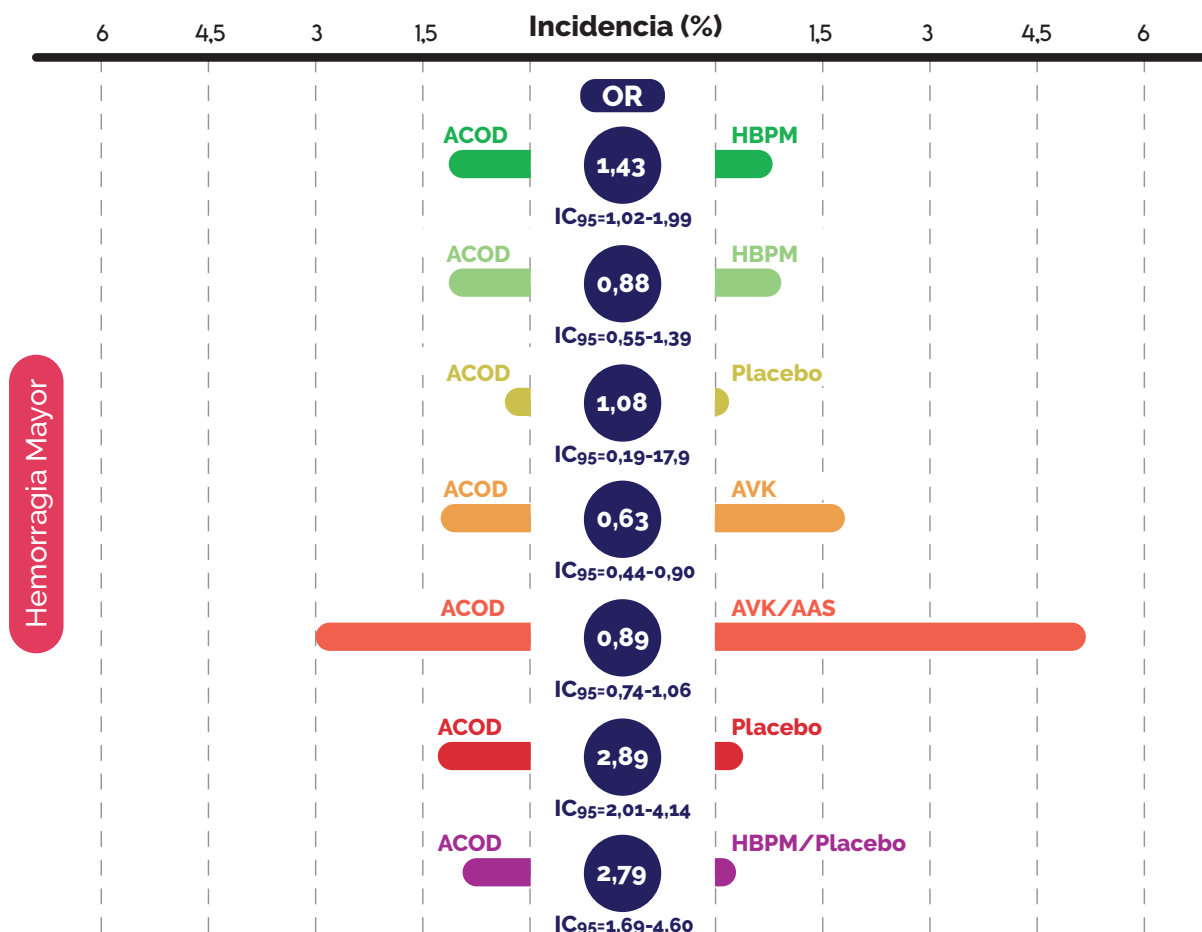 Incidencia (%)
6 4,5 3 1,5 1,5 3 4,5 6
OR
ACOD HBPM
1,43
IC95=1,02-1,99
ACOD HBPM
0,88
IC95=0,55-1,39
ACOD Placebo
1,08
IC95=0,19-17,9
Hemorragia Mayor
ACOD AVK
0,63
IC95=0,44-0,90
ACOD AVK/AAS
0,89
IC95=0,74-1,06
ACOD Placebo
2,89
IC95=2,01-4,14
ACOD HBPM/Placebo
2,79
IC95=1,69-4,60